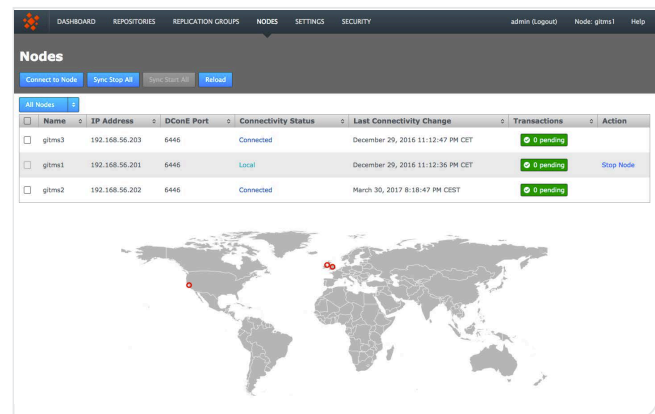 DASHBOARD REPOSITORIES REPLICATION GROUPS NODES SETTINGS SECURITY admin (Logout) Node: gitms1 Help
Nodes
Connect to Node Sync Stop All Sync Start All Reload
All Nodes
Name IP Address DConE Port Connectivity Status Last Connectivity Change Transactions Action
gitms3 192.168.56.203 6446 Connected December 29, 2016 11:12:47 PM CET 0 pending
gitms1 192.168.56.201 6446 Local December 29, 2016 11:12:36 PM CET 0 pending Stop Node
gitms2 192.168.56.202 6446 Connected March 30, 2017 8:18:47 PM CEST 0 pending